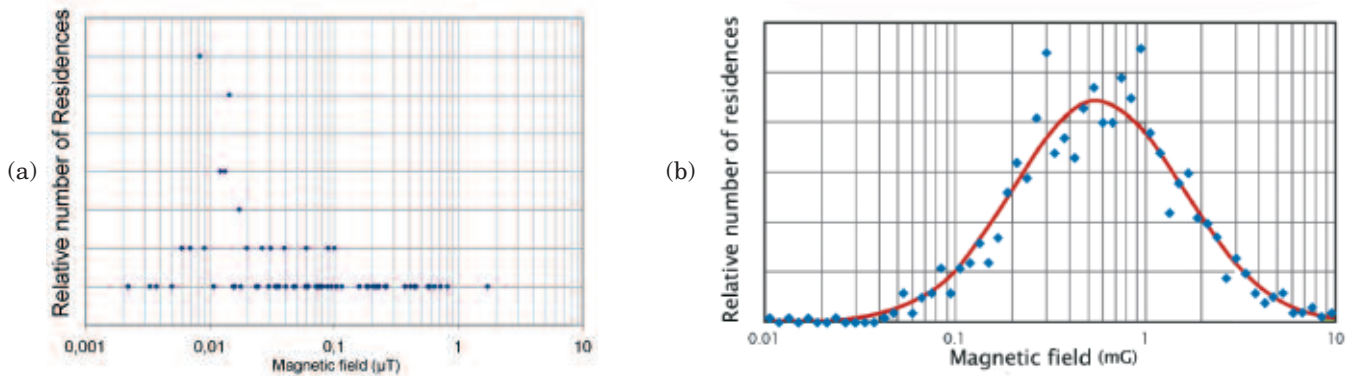 (a)
Relative number of Residences
0,001 0,01 0,1 1 10
Magnetic field (µT)
(b)
Relative number of residences
0.01 0.1 1 10
Magnetic field (mG)